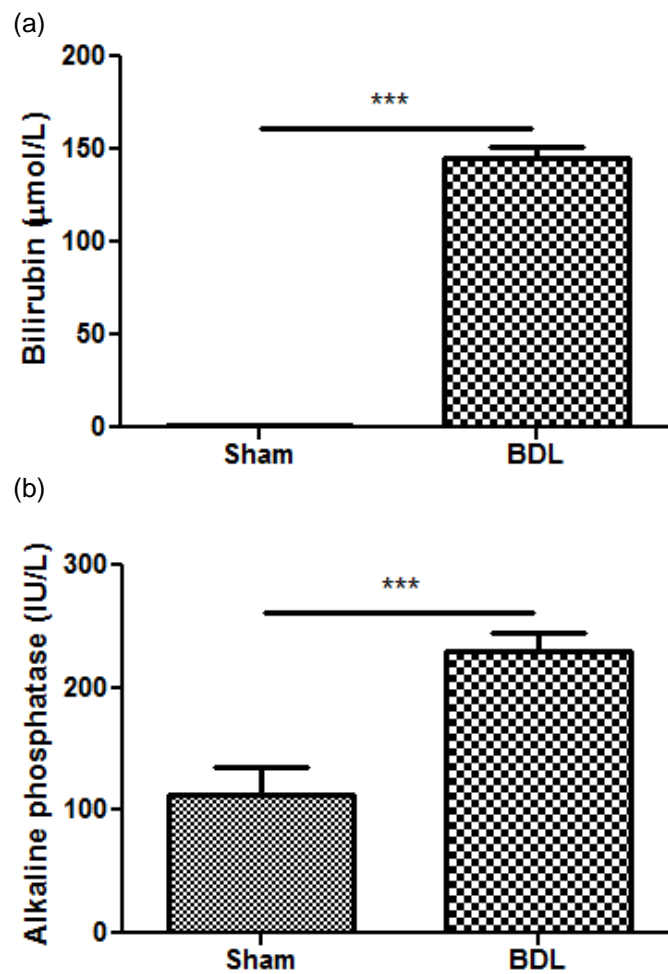 (a)
Bilirubin (μmol/L)
200
150
100
50
0
***
Sham BDL
(b)
Alkaline phosphatase (IU/L)
300
200
100
0
***
Sham BDL